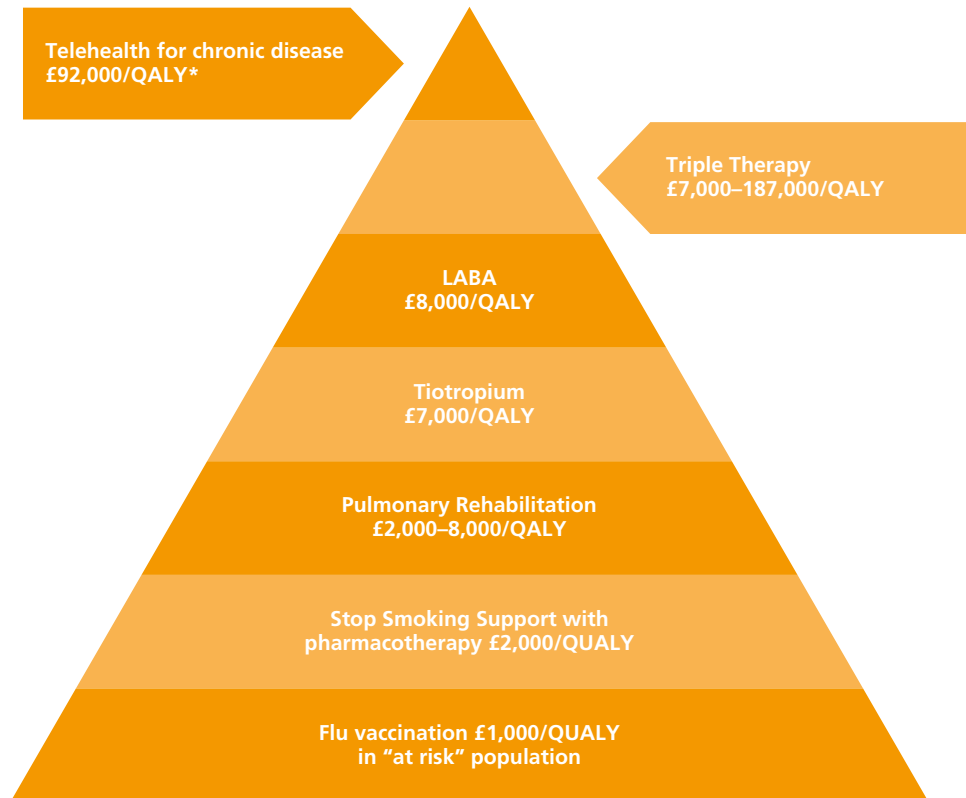 Telehealth for chronic disease
£92,000/QALY*
Triple Therapy
£7,000–187,000/QALY
LABA
£8,000/QALY
Tiotropium
£7,000/QALY
Pulmonary Rehabilitation
£2,000–8,000/QALY
Stop Smoking Support with
pharmacotherapy £2,000/QUALY
Flu vaccination £1,000/QUALY
in “at risk” population